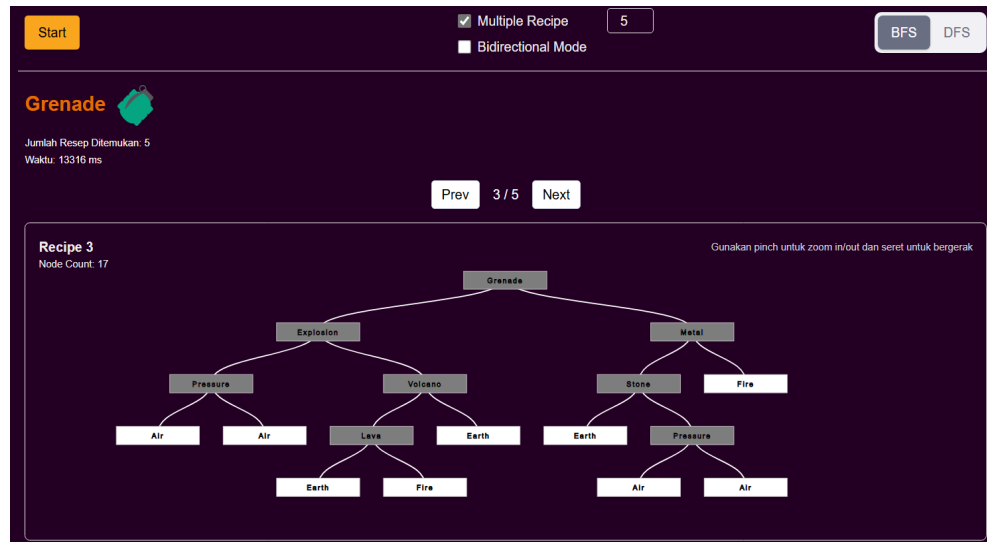 Start
Multiple Recipe
5
Bidirectional Mode
BFS
DFS
Grenade
Jumlah Resep Ditemukan: 5
Waktu: 13316 ms
Prev
3 / 5
Next
Recipe 3
Node Count: 17
Gunakan pinch untuk zoom in/out dan seret untuk bergerak
Grenade
Explosion
Metal
Pressure
Volcano
Stone
Fire
Air
Air
Lava
Earth
Earth
Pressure
Earth
Fire
Air
Air